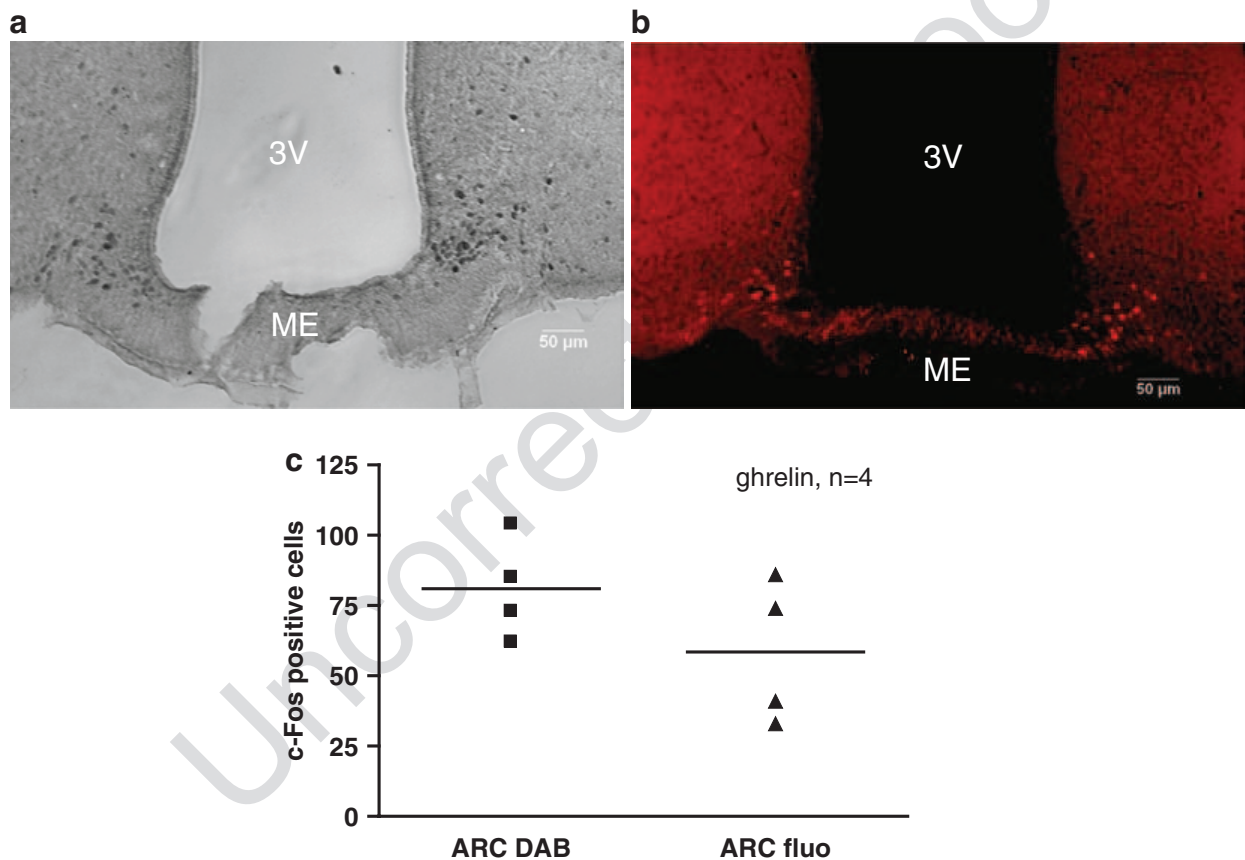 a
b
3V
ME
50 µm
3V
ME
50 µm
c
125
100
75
50
25
0
c-Fos positive cells
ghrelin, n=4
ARC DAB
ARC fluo
Uncorrec